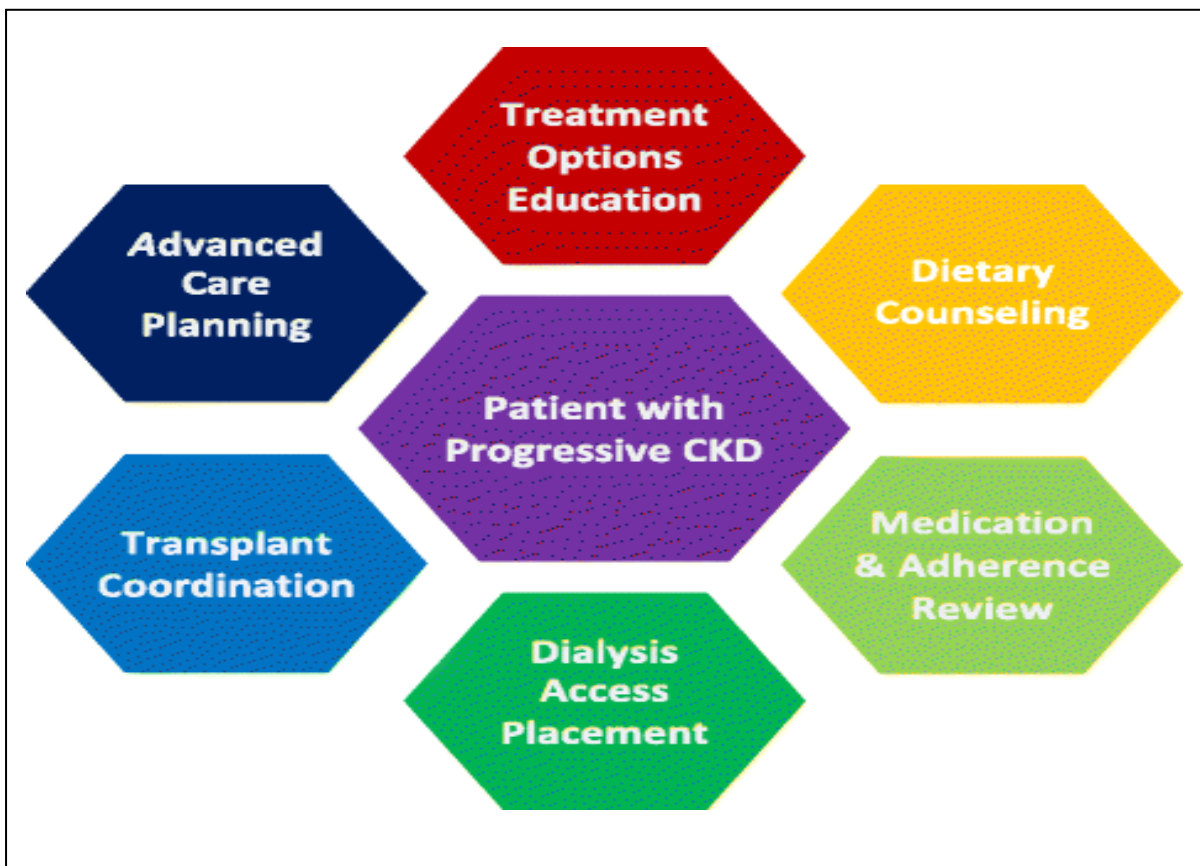 Treatment
Options
Education
Advanced
Care
Planning
Dietary
Counseling
Patient with
Progressive CKD
Transplant
Coordination
Medication
& Adherence
Review
Dialysis
Access
Placement